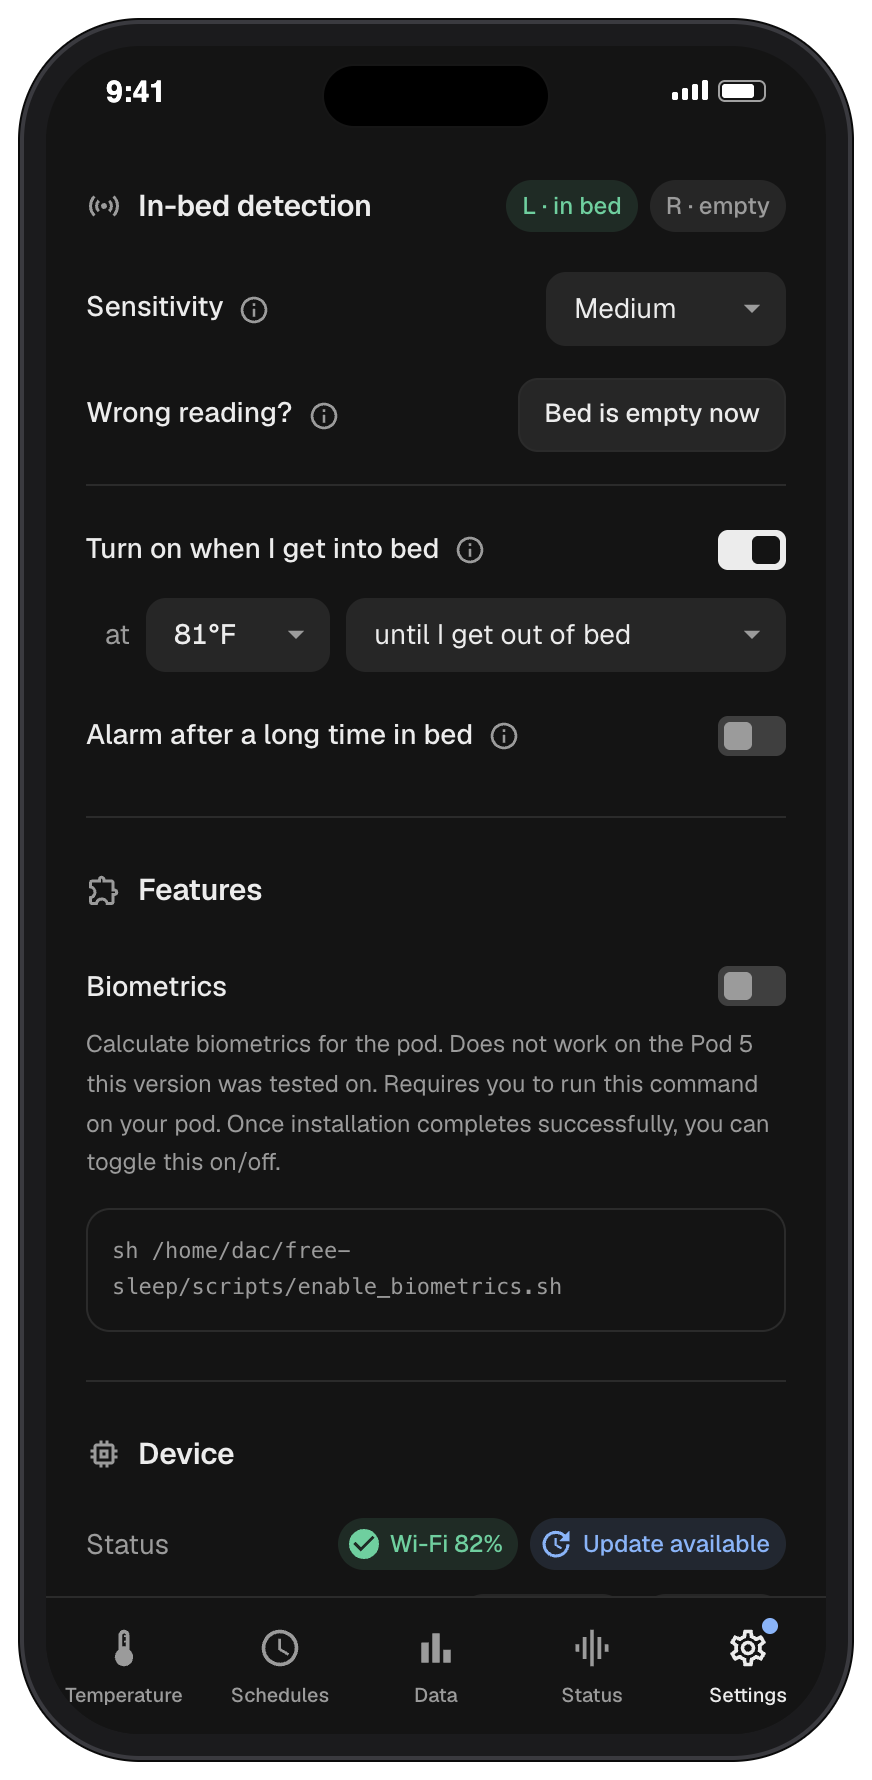 9:41
In-bed detection
L · in bed
R · empty
Sensitivity
Medium
Wrong reading?
Bed is empty now
Turn on when I get into bed
at
81°F
until I get out of bed
Alarm after a long time in bed
Features
Biometrics
Calculate biometrics for the pod. Does not work on the Pod 5
this version was tested on. Requires you to run this command
on your pod. Once installation completes successfully, you can
toggle this on/off.
sh /home/dac/free-
sleep/scripts/enable_biometrics.sh
Device
Status
Wi-Fi 82%
Update available
Temperature
Schedules
Data
Status
Settings